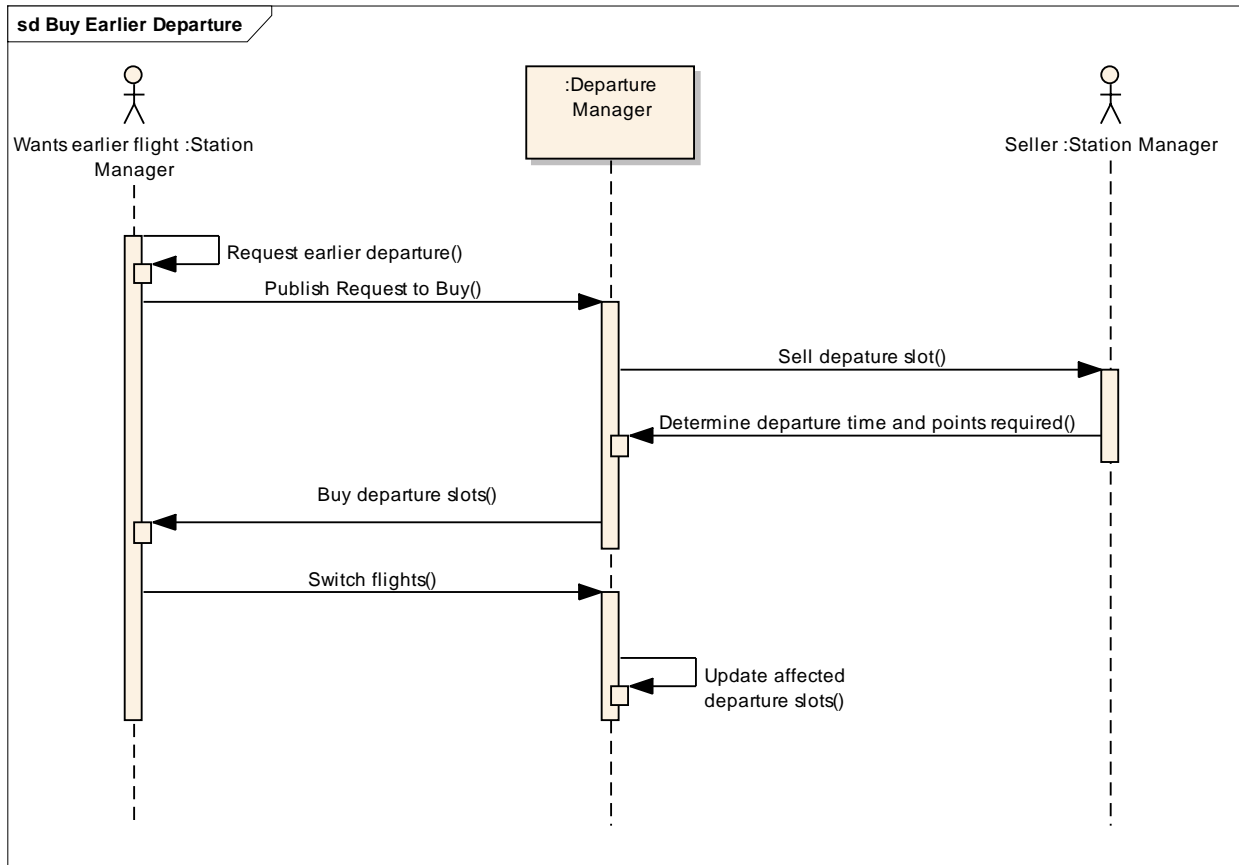 sd Buy Earlier Departure
Wants earlier flight :Station
Manager
:Departure
Manager
Seller :Station Manager
Request earlier departure()
Publish Request to Buy()
Sell depature slot()
Determine departure time and points required()
Buy departure slots()
Switch flights()
Update affected
departure slots()